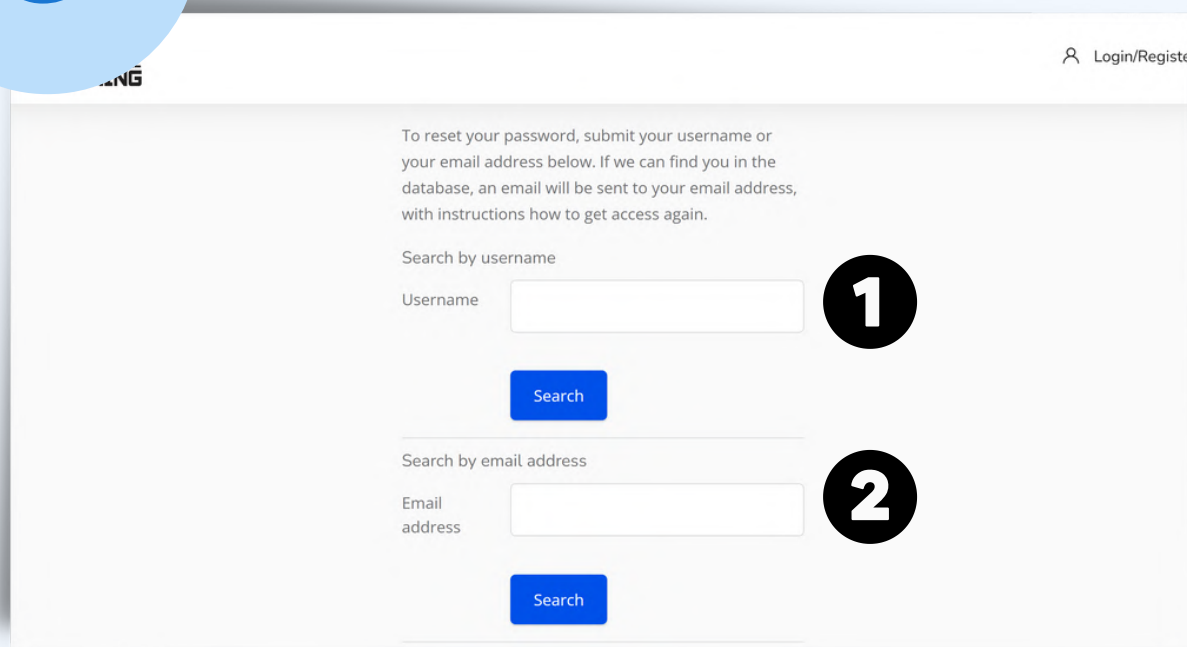 Login/Registe
To reset your password, submit your username or
your email address below. If we can find you in the
database, an email will be sent to your email address,
with instructions how to get access again.
Search by username
Username
1
Search
Search by email address
Email
address
2
Search